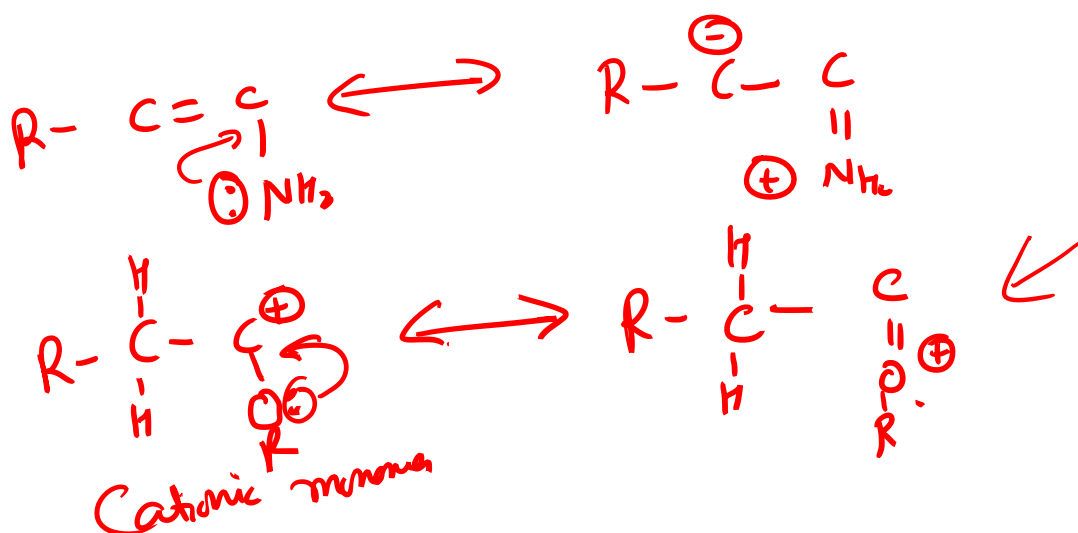 R- C = C ⟷ R - C - C
⊖
|
||
: NH₂
⊕ NH₂
H
H
R - C - C ⊕ ⟷ R - C - C
||
H
O :
H
O ⊕
R
R
Cationic monomer